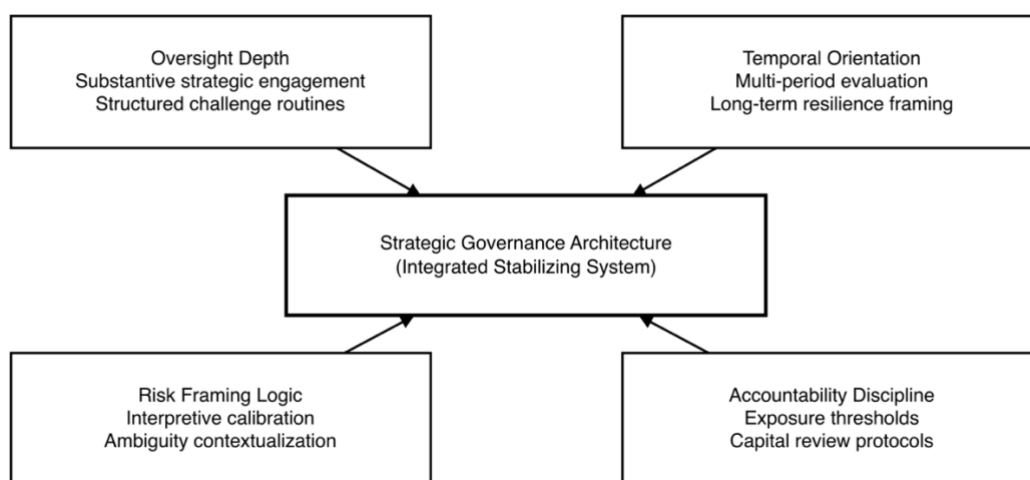 Oversight Depth
Substantive strategic engagement
Structured challenge routines
Temporal Orientation
Multi-period evaluation
Long-term resilience framing
Strategic Governance Architecture
(Integrated Stabilizing System)
Risk Framing Logic
Interpretive calibration
Ambiguity contextualization
Accountability Discipline
Exposure thresholds
Capital review protocols